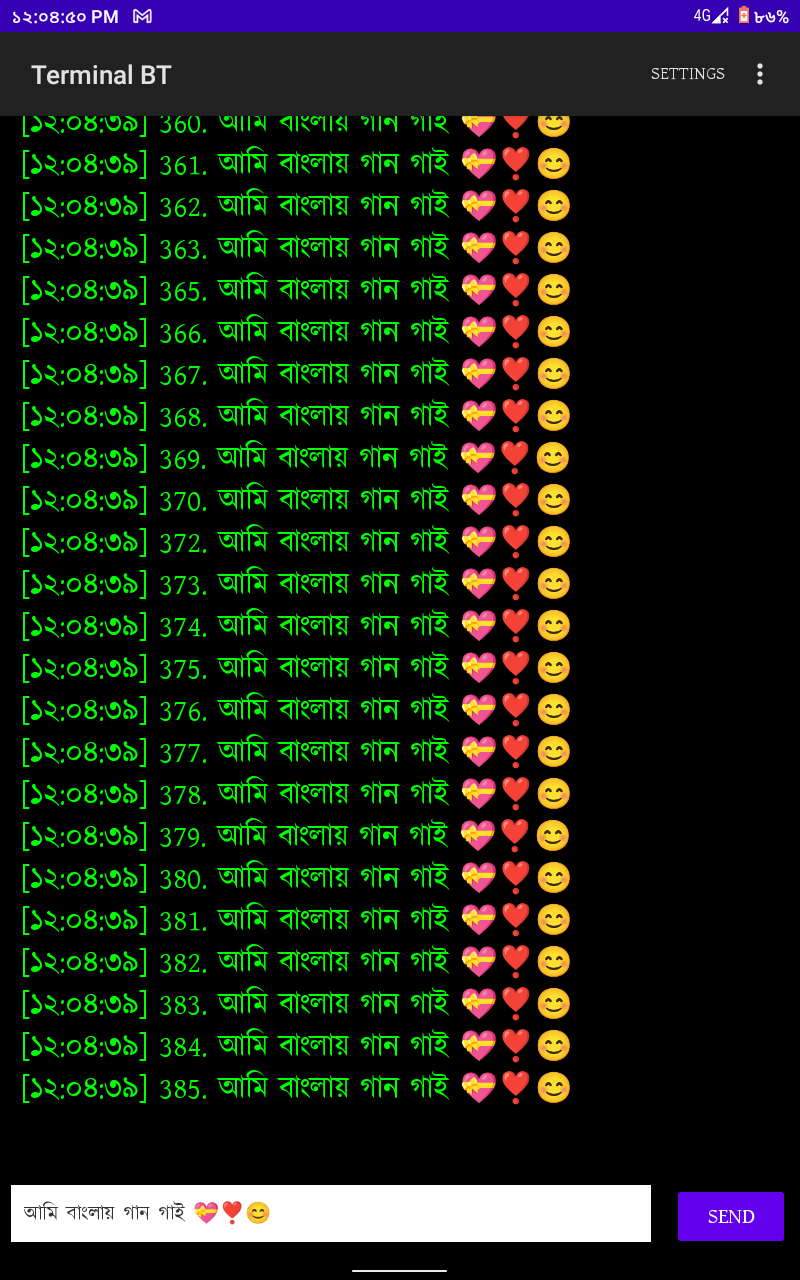 ১২:০৪:৫০ PM 4G ৮৬%
Terminal BT SETTINGS
[১২:০৪:৩৯] 360. আমি বাংলায় গান গাই 💝❣️😊
[১২:০৪:৩৯] 361. আমি বাংলায় গান গাই 💝❣️😊
[১২:০৪:৩৯] 362. আমি বাংলায় গান গাই 💝❣️😊
[১২:০৪:৩৯] 363. আমি বাংলায় গান গাই 💝❣️😊
[১২:০৪:৩৯] 365. আমি বাংলায় গান গাই 💝❣️😊
[১২:০৪:৩৯] 366. আমি বাংলায় গান গাই 💝❣️😊
[১২:০৪:৩৯] 367. আমি বাংলায় গান গাই 💝❣️😊
[১২:০৪:৩৯] 368. আমি বাংলায় গান গাই 💝❣️😊
[১২:০৪:৩৯] 369. আমি বাংলায় গান গাই 💝❣️😊
[১২:০৪:৩৯] 370. আমি বাংলায় গান গাই 💝❣️😊
[১২:০৪:৩৯] 372. আমি বাংলায় গান গাই 💝❣️😊
[১২:০৪:৩৯] 373. আমি বাংলায় গান গাই 💝❣️😊
[১২:০৪:৩৯] 374. আমি বাংলায় গান গাই 💝❣️😊
[১২:০৪:৩৯] 375. আমি বাংলায় গান গাই 💝❣️😊
[১২:০৪:৩৯] 376. আমি বাংলায় গান গাই 💝❣️😊
[১২:০৪:৩৯] 377. আমি বাংলায় গান গাই 💝❣️😊
[১২:০৪:৩৯] 378. আমি বাংলায় গান গাই 💝❣️😊
[১২:০৪:৩৯] 379. আমি বাংলায় গান গাই 💝❣️😊
[১২:০৪:৩৯] 380. আমি বাংলায় গান গাই 💝❣️😊
[১২:০৪:৩৯] 381. আমি বাংলায় গান গাই 💝❣️😊
[১২:০৪:৩৯] 382. আমি বাংলায় গান গাই 💝❣️😊
[১২:০৪:৩৯] 383. আমি বাংলায় গান গাই 💝❣️😊
[১২:০৪:৩৯] 384. আমি বাংলায় গান গাই 💝❣️😊
[১২:০৪:৩৯] 385. আমি বাংলায় গান গাই 💝❣️😊
আমি বাংলায় গান গাই 💝❣️😊 SEND